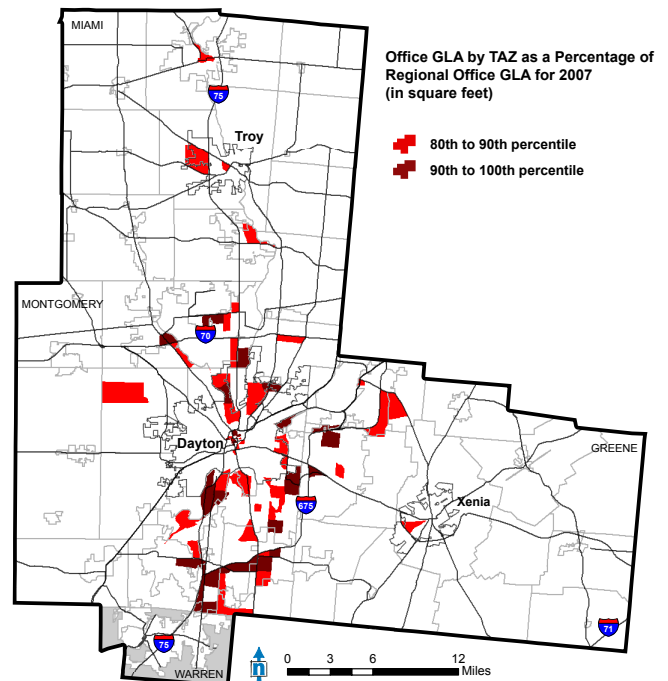 MIAMI
Office GLA by TAZ as a Percentage of
Regional Office GLA for 2007
(in square feet)
75
Troy
80th to 90th percentile
90th to 100th percentile
MONTGOMERY
70
Dayton
GREENE
Xenia
675
71
75
WARREN
n
0 3 6 12
Miles